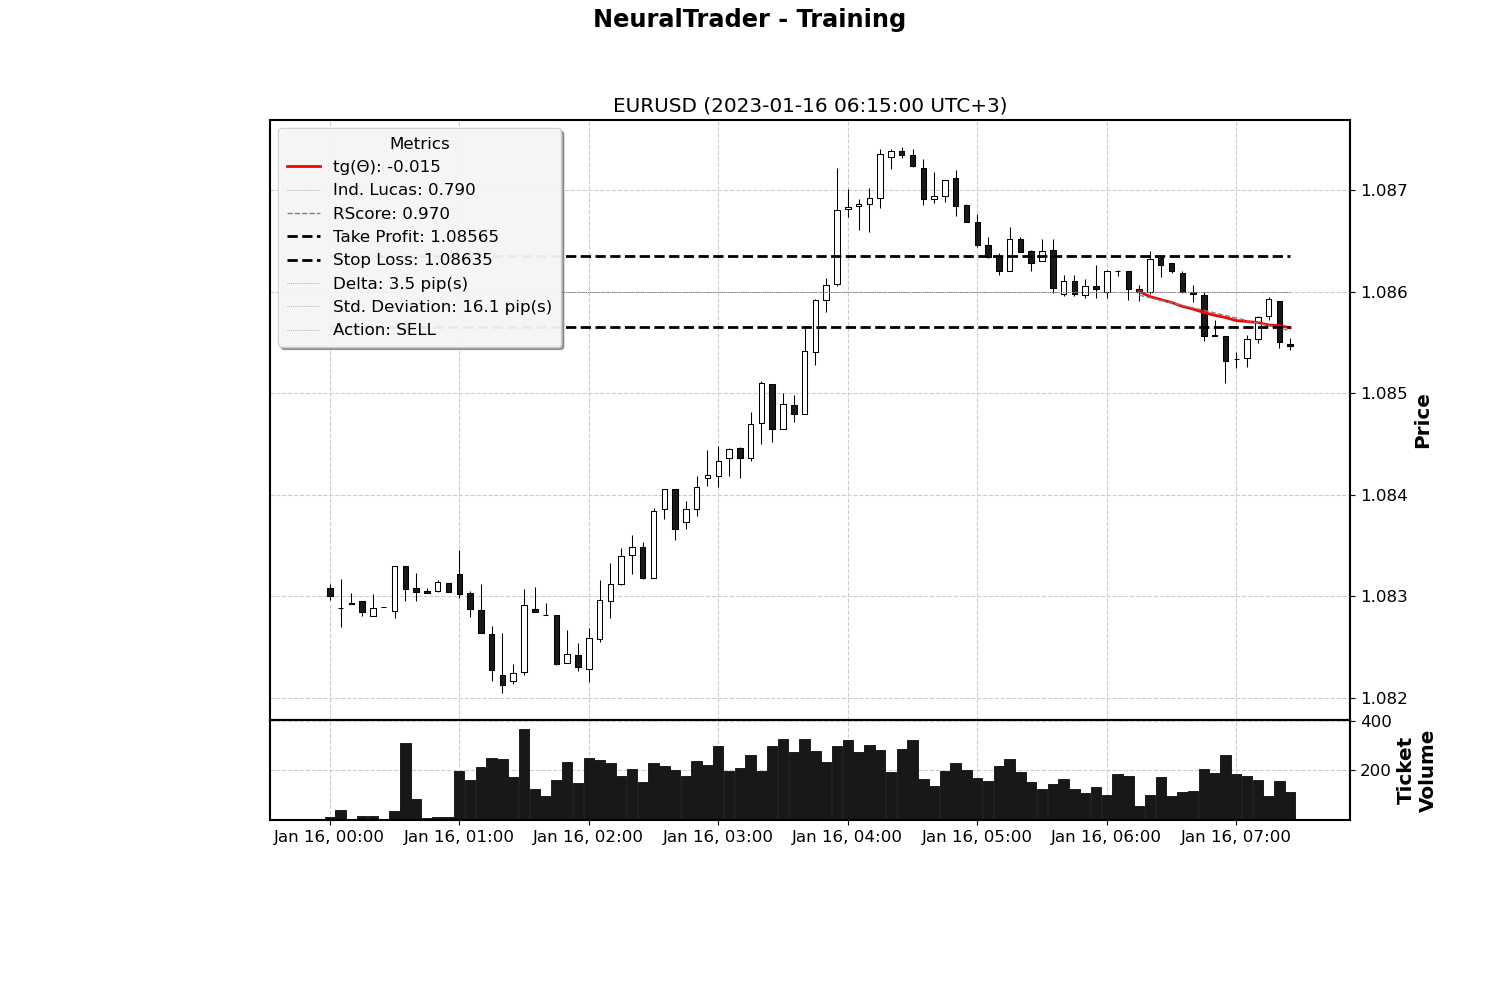 NeuralTrader - Training
EURUSD (2023-01-16 06:15:00 UTC+3)
Metrics
tg(Θ): -0.015
Ind. Lucas: 0.790
RScore: 0.970
Take Profit: 1.08565
Stop Loss: 1.08635
Delta: 3.5 pip(s)
Std. Deviation: 16.1 pip(s)
Action: SELL
1.087
1.086
1.085
1.084
1.083
1.082
Price
400
200
Ticket
Volume
Jan 16, 00:00
Jan 16, 01:00
Jan 16, 02:00
Jan 16, 03:00
Jan 16, 04:00
Jan 16, 05:00
Jan 16, 06:00
Jan 16, 07:00